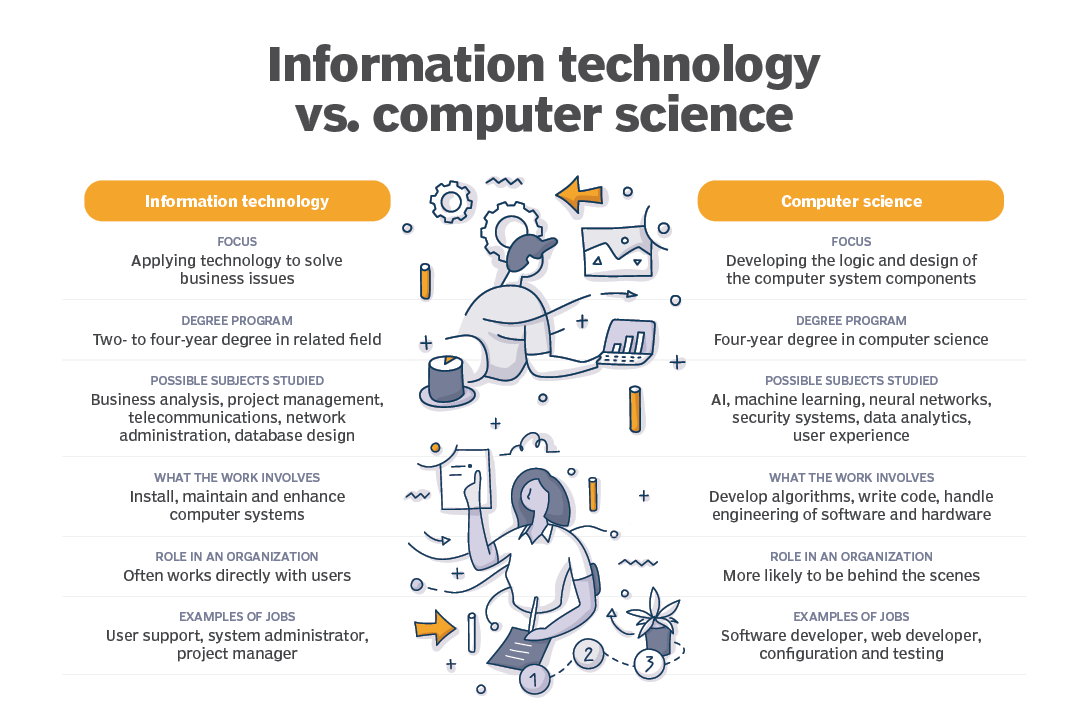 Information technology
vs. computer science
Information technology
FOCUS
Applying technology to solve
business issues
DEGREE PROGRAM
Two- to four-year degree in related field
POSSIBLE SUBJECTS STUDIED
Business analysis, project management,
telecommunications, network
administration, database design
WHAT THE WORK INVOLVES
Install, maintain and enhance
computer systems
ROLE IN AN ORGANIZATION
Often works directly with users
EXAMPLES OF JOBS
User support, system administrator,
project manager
1
2
3
Computer science
FOCUS
Developing the logic and design of
the computer system components
DEGREE PROGRAM
Four-year degree in computer science
POSSIBLE SUBJECTS STUDIED
AI, machine learning, neural networks,
security systems, data analytics,
user experience
WHAT THE WORK INVOLVES
Develop algorithms, write code, handle
engineering of software and hardware
ROLE IN AN ORGANIZATION
More likely to be behind the scenes
EXAMPLES OF JOBS
Software developer, web developer,
configuration and testing